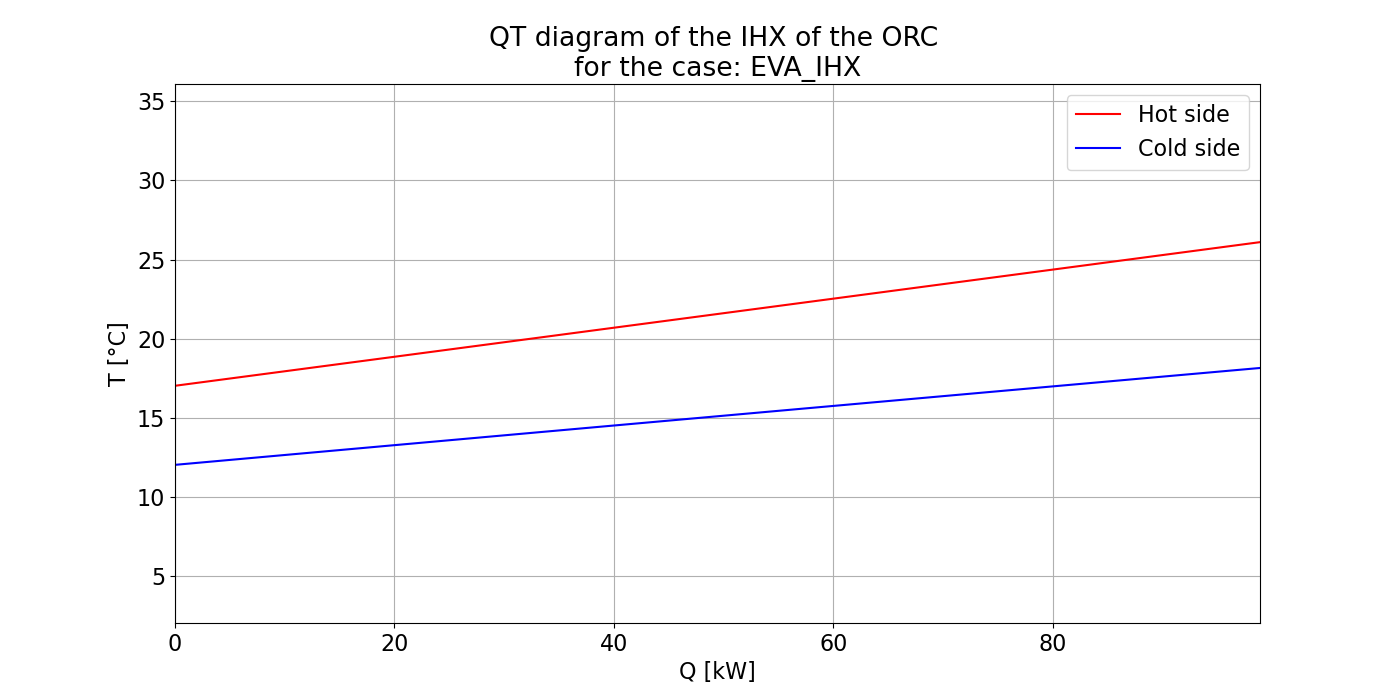 QT diagram of the IHX of the ORC
for the case: EVA_IHX
Hot side
Cold side
T [°C]
35
30
25
20
15
10
5
0
20
40
60
80
Q [kW]